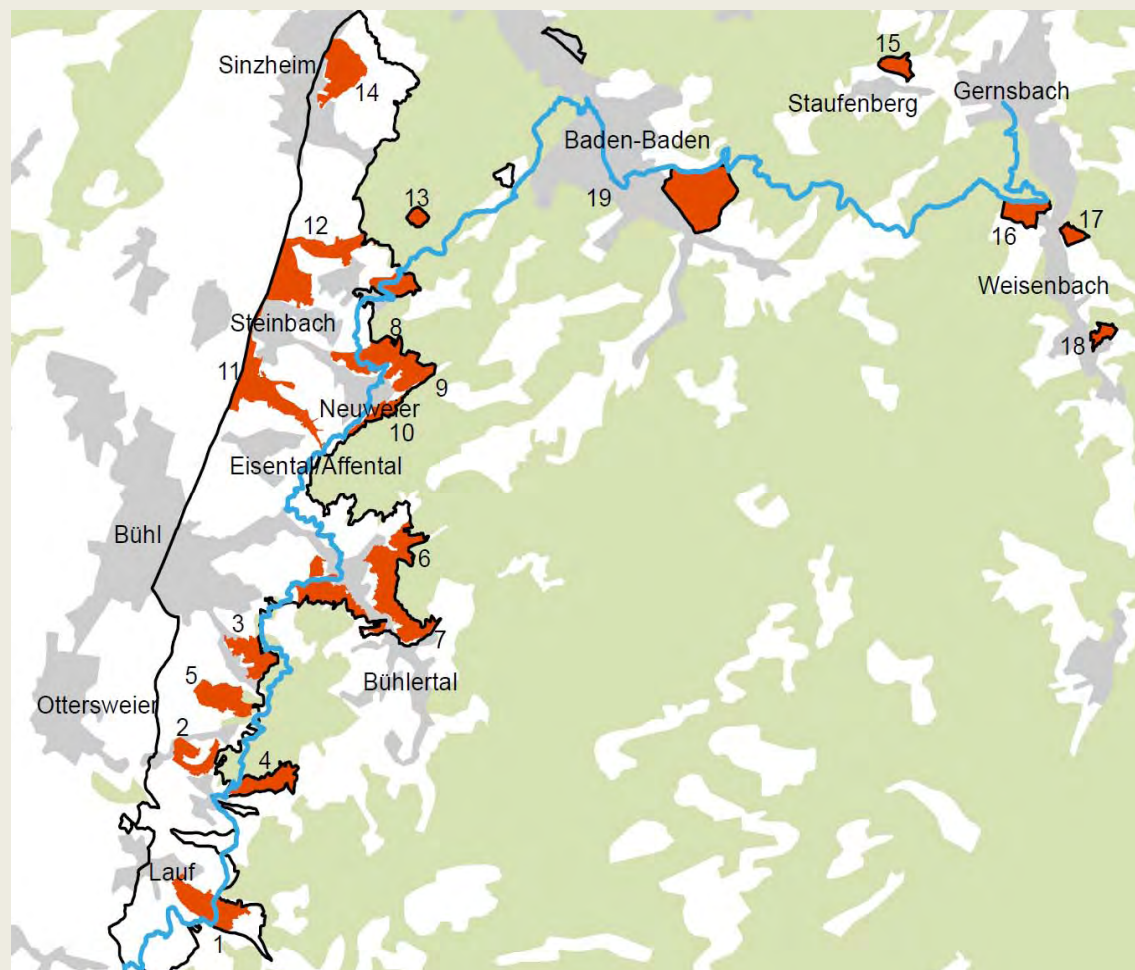 15
Sinzheim
14
Gernsbach
Staufenberg
Baden-Baden
19
13
16
17
12
Weisenbach
8
Steinbach
18
11
9
Neuweier
10
Eisental/Affental
Bühl
6
3
7
5
Bühlertal
Ottersweier
2
4
Lauf
1